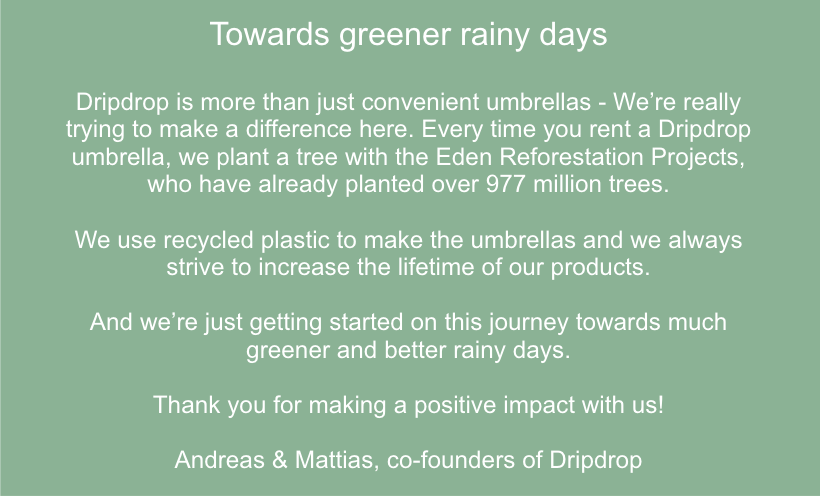 Towards greener rainy days
Dripdrop is more than just convenient umbrellas - We’re really
trying to make a difference here. Every time you rent a Dripdrop
umbrella, we plant a tree with the Eden Reforestation Projects,
who have already planted over 977 million trees.
We use recycled plastic to make the umbrellas and we always
strive to increase the lifetime of our products.
And we’re just getting started on this journey towards much
greener and better rainy days.
Thank you for making a positive impact with us!
Andreas & Mattias, co-founders of Dripdrop